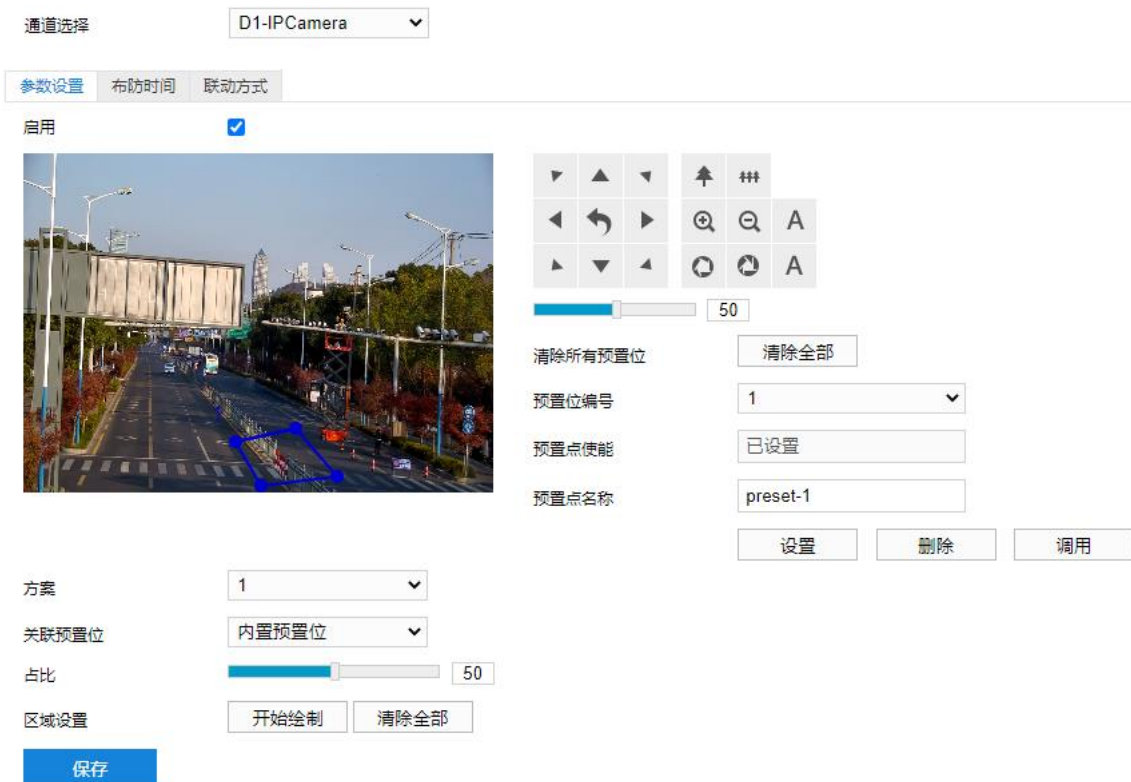 通道选择 D1-IPCamera
参数设置 布防时间 联动方式
启用
A
A
50
清除所有预置位 清除全部
预置位编号 1
预置点使能 已设置
预置点名称 preset-1
设置 删除 调用
方案 1
关联预置位 内置预置位
占比 50
区域设置 开始绘制 清除全部
保存